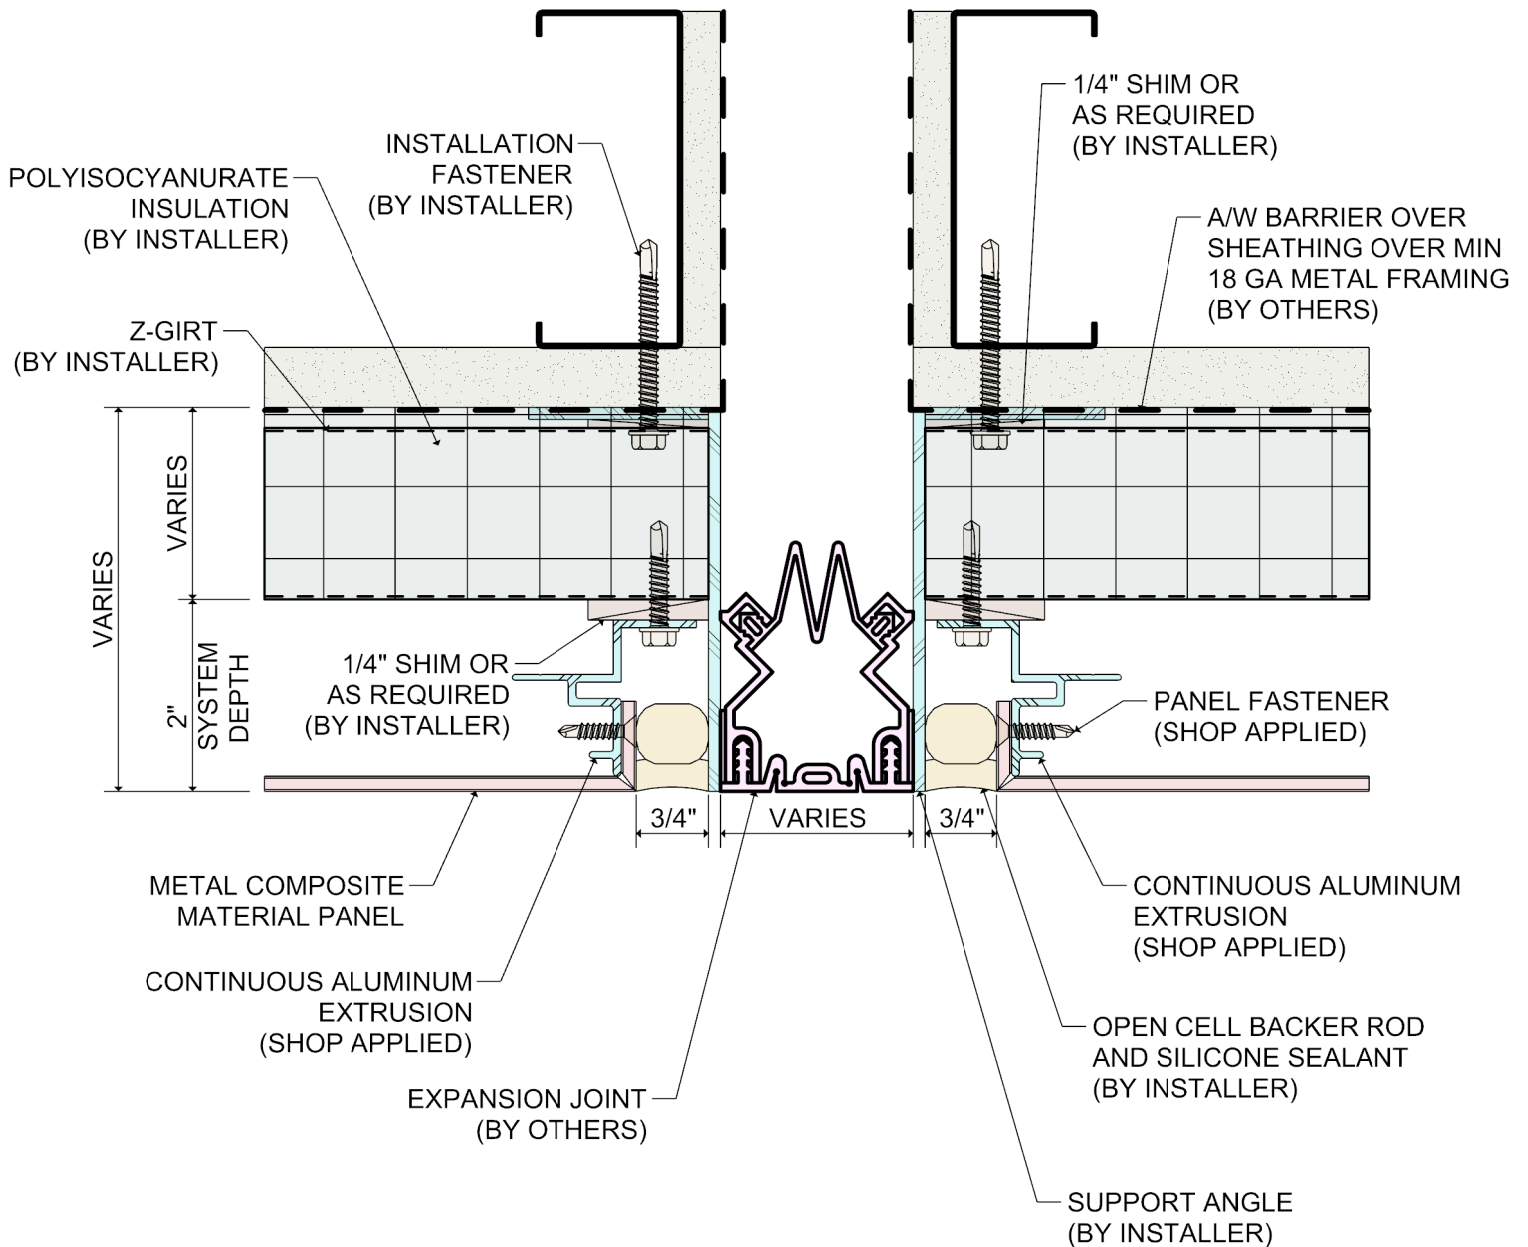 1/4" SHIM OR
AS REQUIRED
(BY INSTALLER)
INSTALLATION
FASTENER
(BY INSTALLER)
POLYISOCYANURATE
INSULATION
(BY INSTALLER)
A/W BARRIER OVER
SHEATHING OVER MIN
18 GA METAL FRAMING
(BY OTHERS)
Z-GIRT
(BY INSTALLER)
VARIES
VARIES
2"
SYSTEM
DEPTH
1/4" SHIM OR
AS REQUIRED
(BY INSTALLER)
PANEL FASTENER
(SHOP APPLIED)
3/4"
VARIES
3/4"
METAL COMPOSITE
MATERIAL PANEL
CONTINUOUS ALUMINUM
EXTRUSION
(SHOP APPLIED)
CONTINUOUS ALUMINUM
EXTRUSION
(SHOP APPLIED)
OPEN CELL BACKER ROD
AND SILICONE SEALANT
(BY INSTALLER)
EXPANSION JOINT
(BY OTHERS)
SUPPORT ANGLE
(BY INSTALLER)